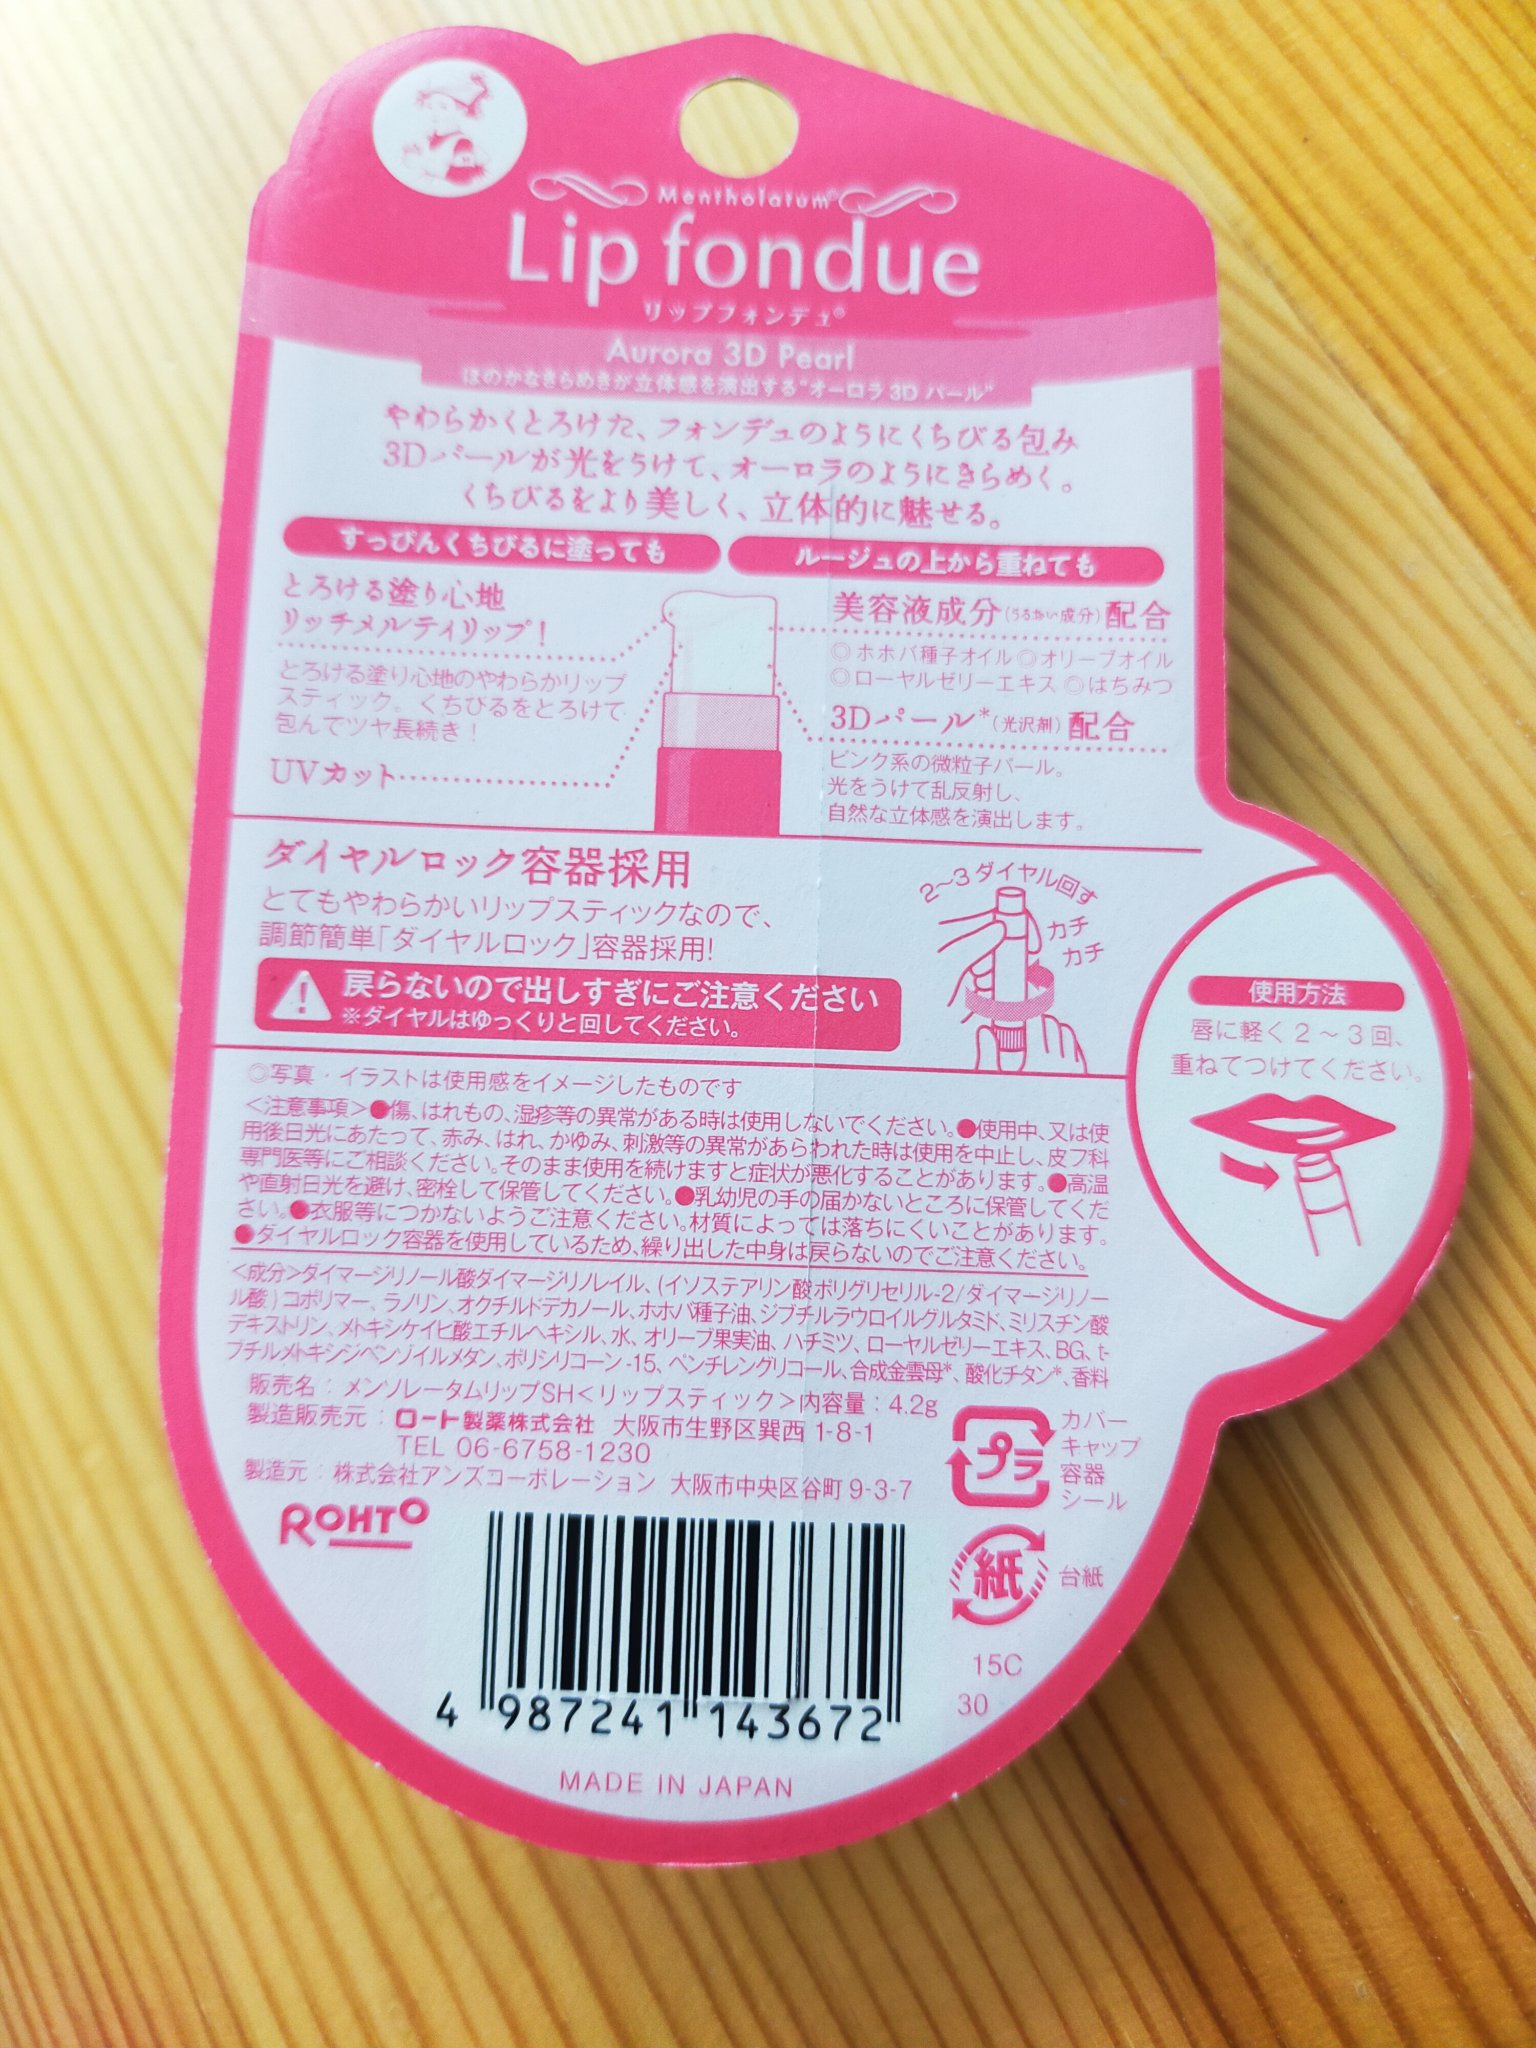 Mentholatum®
Lip fondue
リップフォンデュ®
Aurora 3D Pearl
ほのかなきらめきが立体感を演出する"オーロラ3Dパール"
やわらかくとろけた、フォンデュのようにくちびる包み
3Dパールが光をうけて、オーロラのようにきらめく。
くちびるをより美しく、立体的に魅せる。
すっぴんくちびるに塗っても
ルージュの上から重ねても
とろける塗り心地
リッチメルティリップ!
とろける塗り心地のやわらかリップ
スティック。くちびるをとろけて
包んでツヤ長続き!
UVカット
美容液成分(うるおい成分)配合
◎ホホバ種子オイル◎オリーブオイル
◎ローヤルゼリーエキス◎はちみつ
3Dパール*(光沢剤)配合
ピンク系の微粒子パール。
光をうけて乱反射し、
自然な立体感を演出します。
ダイヤルロック容器採用
とてもやわらかいリップスティックなので、
調節簡単「ダイヤルロック」容器採用!
戻らないので出しすぎにご注意ください
※ダイヤルはゆっくりと回してください。
2~3ダイヤル回す
カチ
カチ
使用方法
唇に軽く2~3回、
重ねてつけてください。
◎写真・イラストは使用感をイメージしたものです
<注意事項>●傷、はれもの、湿疹等の異常がある時は使用しないでください。●使用中、又は使
用後日光にあたって、赤み、はれ、かゆみ、刺激等の異常があらわれた時は使用を中止し、皮フ科
専門医等にご相談ください。そのまま使用を続けますと症状が悪化することがあります。●高温
や直射日光を避け、密栓して保管してください。●乳幼児の手の届かないところに保管してくだ
さい。●衣服等につかないようご注意ください。材質によっては落ちにくいことがあります。
●ダイヤルロック容器を使用しているため、繰り出した中身は戻らないのでご注意ください。
<成分>ダイマージリノール酸ダイマージリノレイル、(イソステアリン酸ポリグリセリル-2/ダイマージリノー
ル酸)コポリマー、ラノリン、オクチルドデカノール、ホホバ種子油、ジブチルラウロイルグルタミド、ミリスチン酸
デキストリン、メトキシケイヒ酸エチルヘキシル、水、オリーブ果実油、ハチミツ、ローヤルゼリーエキス、BG、t-
ブチルメトキシジベンゾイルメタン、ポリシリコーン-15、ペンチレングリコール、合成金雲母*、酸化チタン*、香料
販売名:メンソレータムリップSH<リップスティック>内容量:4.2g
製造販売元:ロート製薬株式会社 大阪市生野区巽西1-8-1
TEL 06-6758-1230
製造元:株式会社アンズコーポレーション 大阪市中央区谷町9-3-7
プラ
カバー
キャップ
容器
シール
ROHTO
紙
台紙
15C
30
4 987241 143672
MADE IN JAPAN